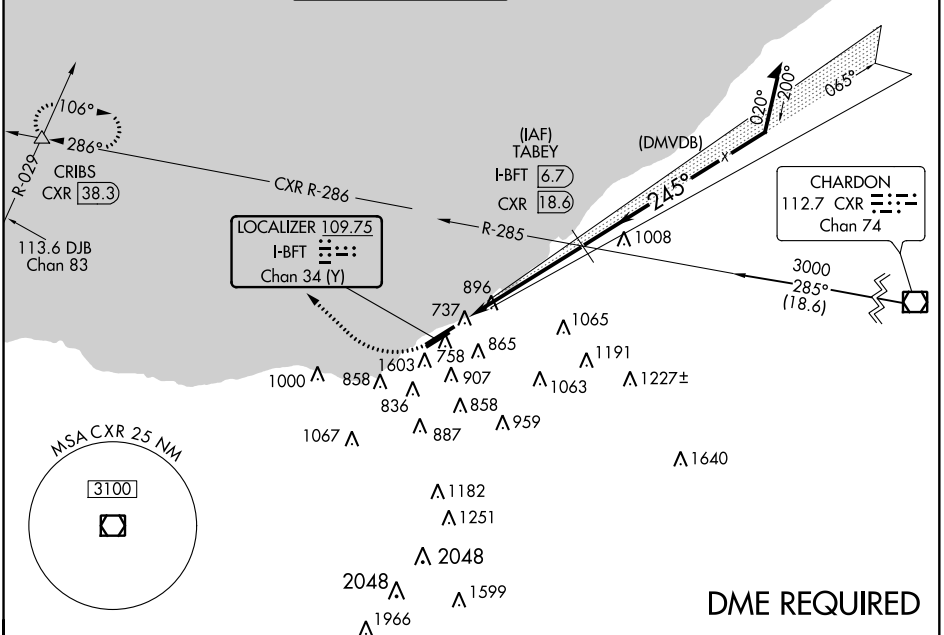 106°
286°
R-029
CRIBS
CXR 38.3
113.6 DJB
Chan 83
CXR R-286
R-285
(IAF)
TABEY
I-BFT 6.7
CXR 18.6
(DMVDB)
x
245°
020°
200°
065°
CHARDON
112.7 CXR
Chan 74
3000
285°
(18.6)
LOCALIZER 109.75
I-BFT
Chan 34 (Y)
1008
896
737
758
865
1065
1603
1191
1000
858
907
1063
1227±
836
858
887
959
1067
1640
1182
1251
2048
2048
1599
1966
MSA CXR 25 NM
3100
DME REQUIRED